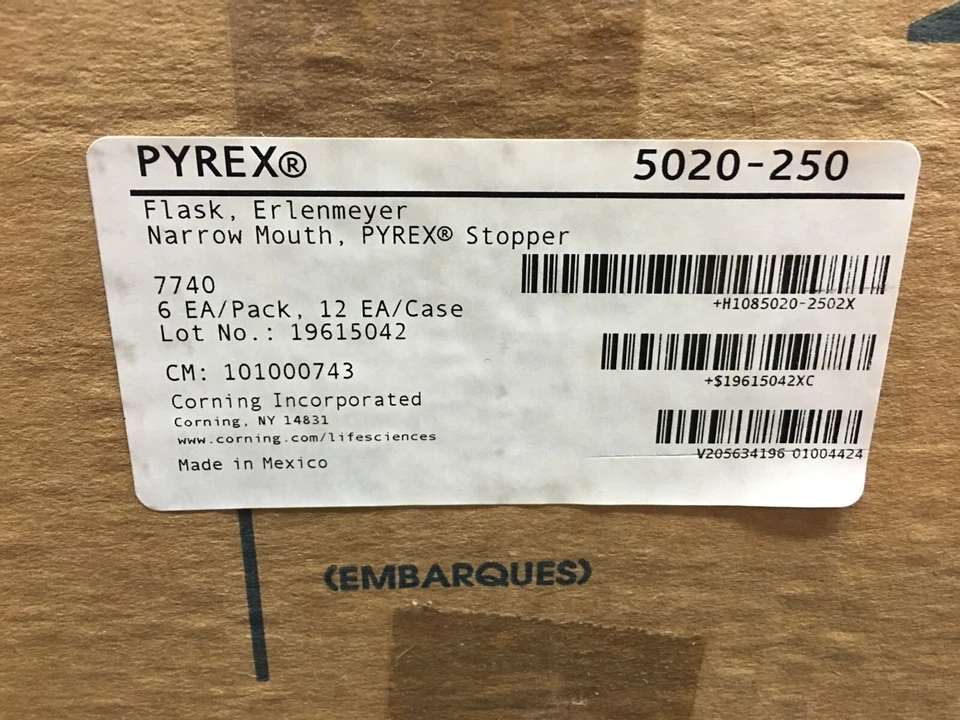 PYREX® 5020-250
Flask, Erlenmeyer
Narrow Mouth, PYREX® Stopper
7740
6 EA/Pack, 12 EA/Case
Lot No.: 19615042
CM: 101000743
Corning Incorporated
Corning, NY 14831
www.corning.com/lifesciences
Made in Mexico
+H1085020-2502X
+$19615042XC
V205634196 01004424
(EMBARQUES)